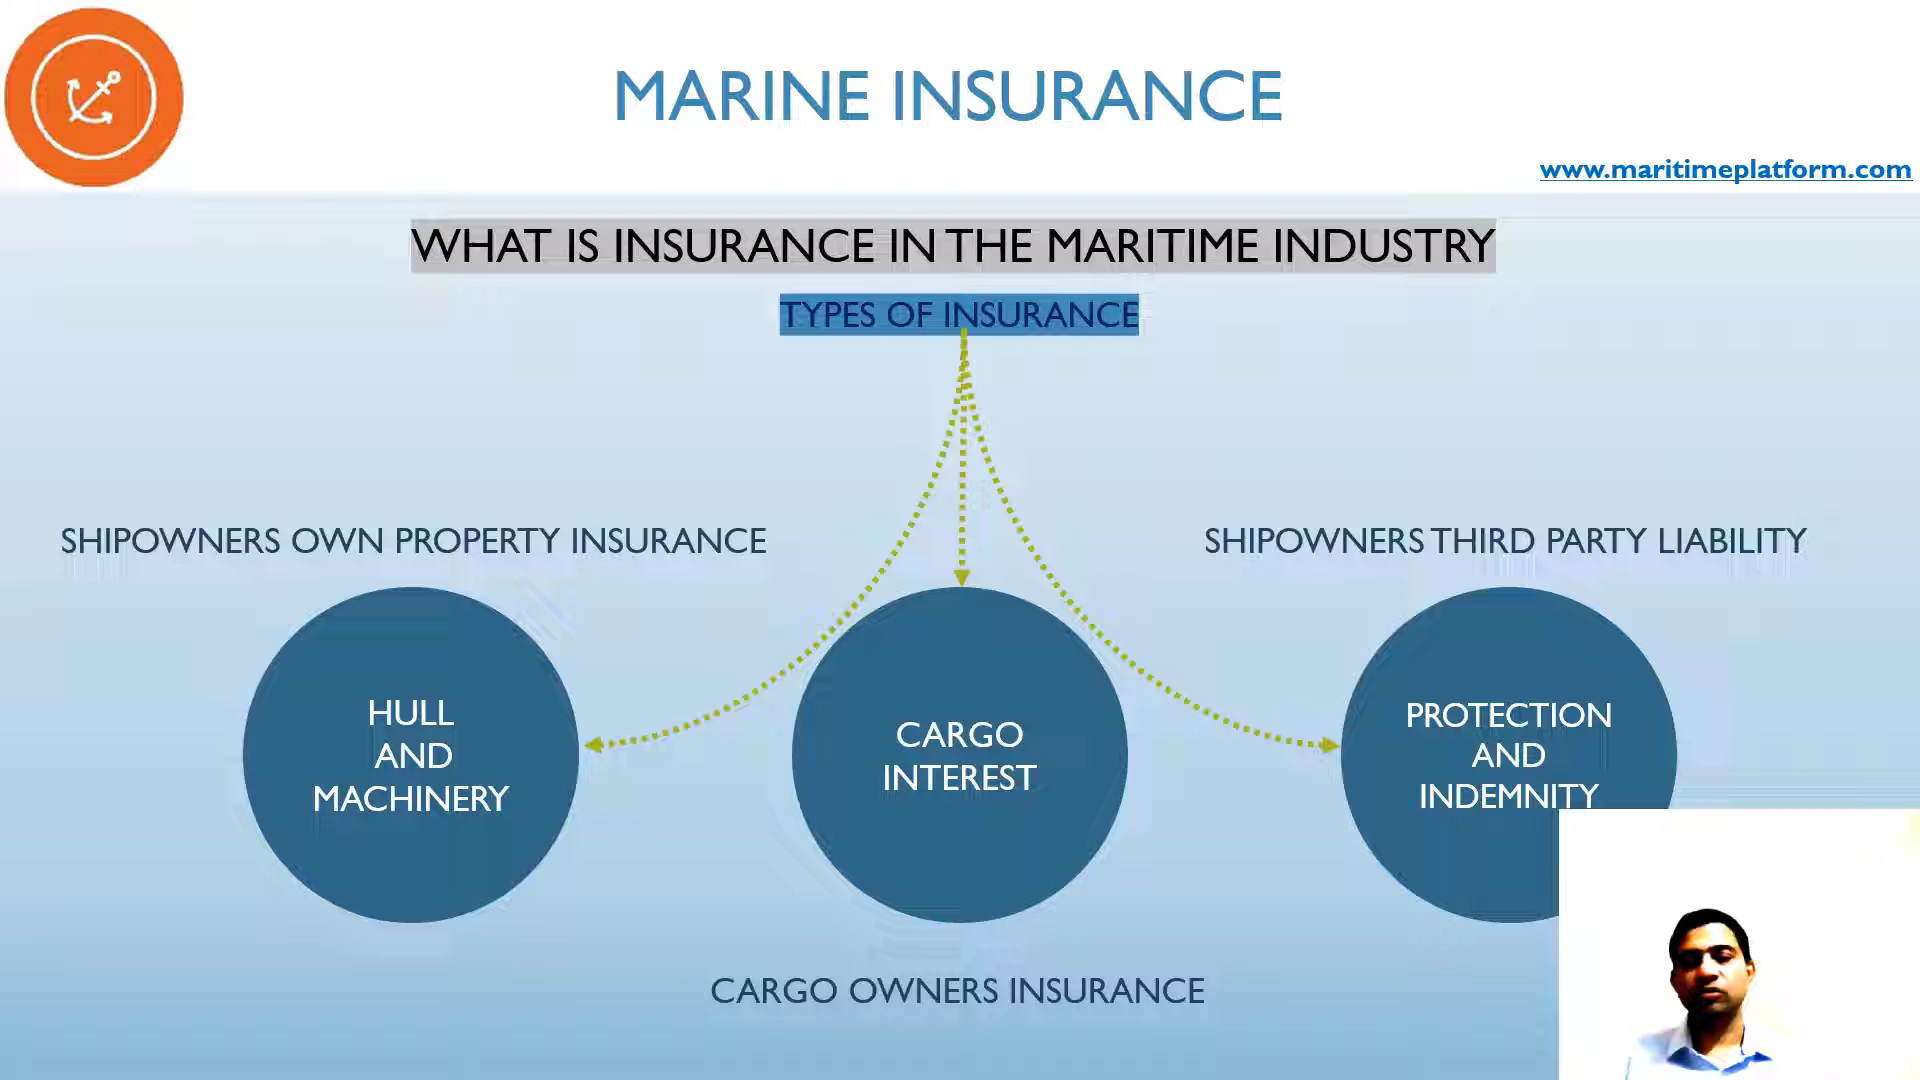 MARINE INSURANCE
www.maritimeplatform.com
WHAT IS INSURANCE IN THE MARITIME INDUSTRY
TYPES OF INSURANCE
SHIPOWNERS OWN PROPERTY INSURANCE
SHIPOWNERS THIRD PARTY LIABILITY
HULL
AND
MACHINERY
CARGO
INTEREST
PROTECTION
AND
INDEMNITY
CARGO OWNERS INSURANCE